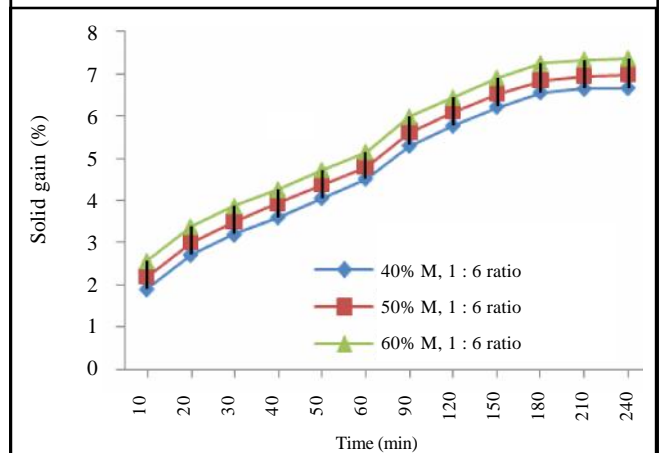 8
7
6
5
4
3
2
1
0
Solid gain (%)
40% M, 1 : 6 ratio
50% M, 1 : 6 ratio
60% M, 1 : 6 ratio
10 20 30 40 50 60 90 120 150 180 210 240
Time (min)